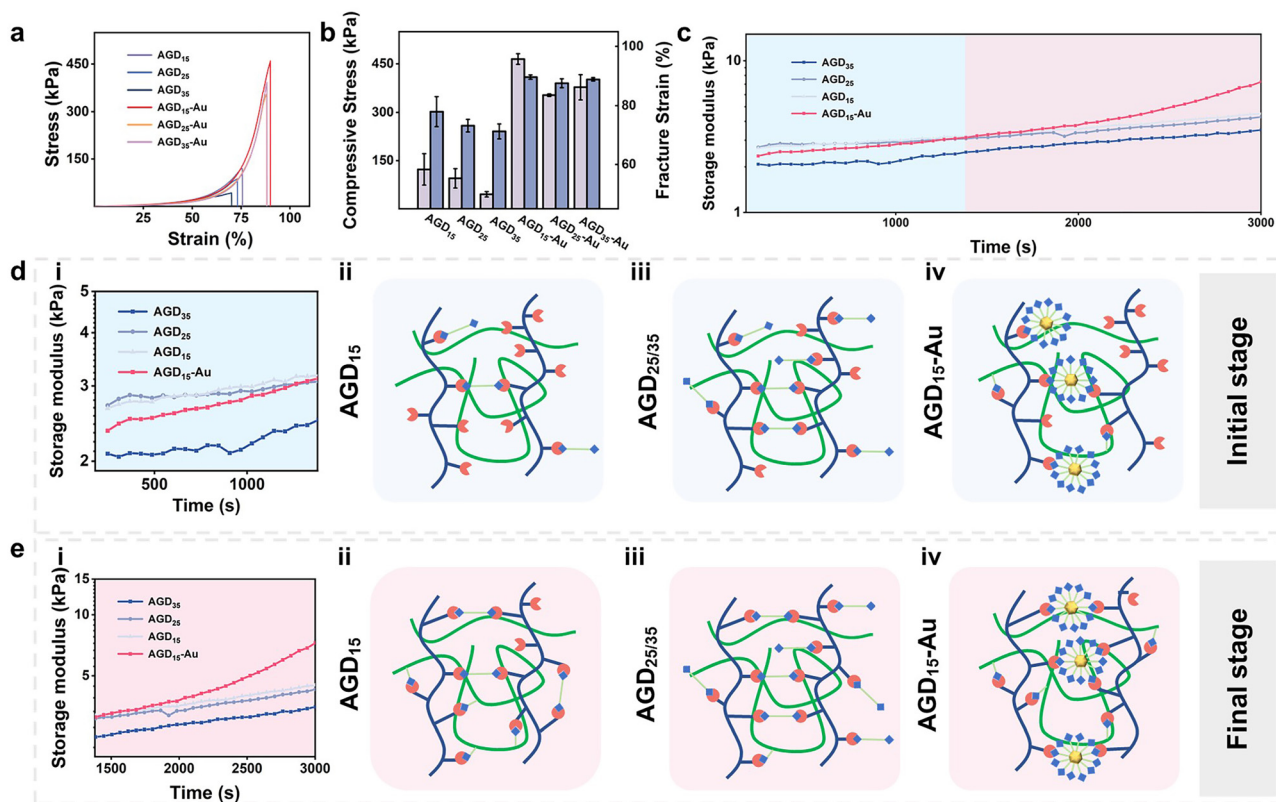 a
Stress (kPa)
450
300
150
25
50
75
100
Strain (%)
AGD15
AGD25
AGD35
AGD15-Au
AGD25-Au
AGD35-Au
b
Compressive Stress (kPa)
450
300
150
Fracture Strain (%)
100
80
60
AGD15
AGD25
AGD35
AGD15-Au
AGD25-Au
AGD35-Au
c
Storage modulus (kPa)
10
1
1000
2000
3000
Time (s)
AGD35
AGD25
AGD15
AGD15-Au
d
i
Storage modulus (kPa)
5
4
3
2
500
1000
Time (s)
AGD35
AGD25
AGD15
AGD15-Au
ii
AGD15
iii
AGD25/35
iv
AGD15-Au
Initial stage
e
i
Storage modulus (kPa)
15
10
5
1500
2000
2500
3000
Time (s)
AGD35
AGD25
AGD15
AGD15-Au
ii
AGD15
iii
AGD25/35
iv
AGD15-Au
Final stage